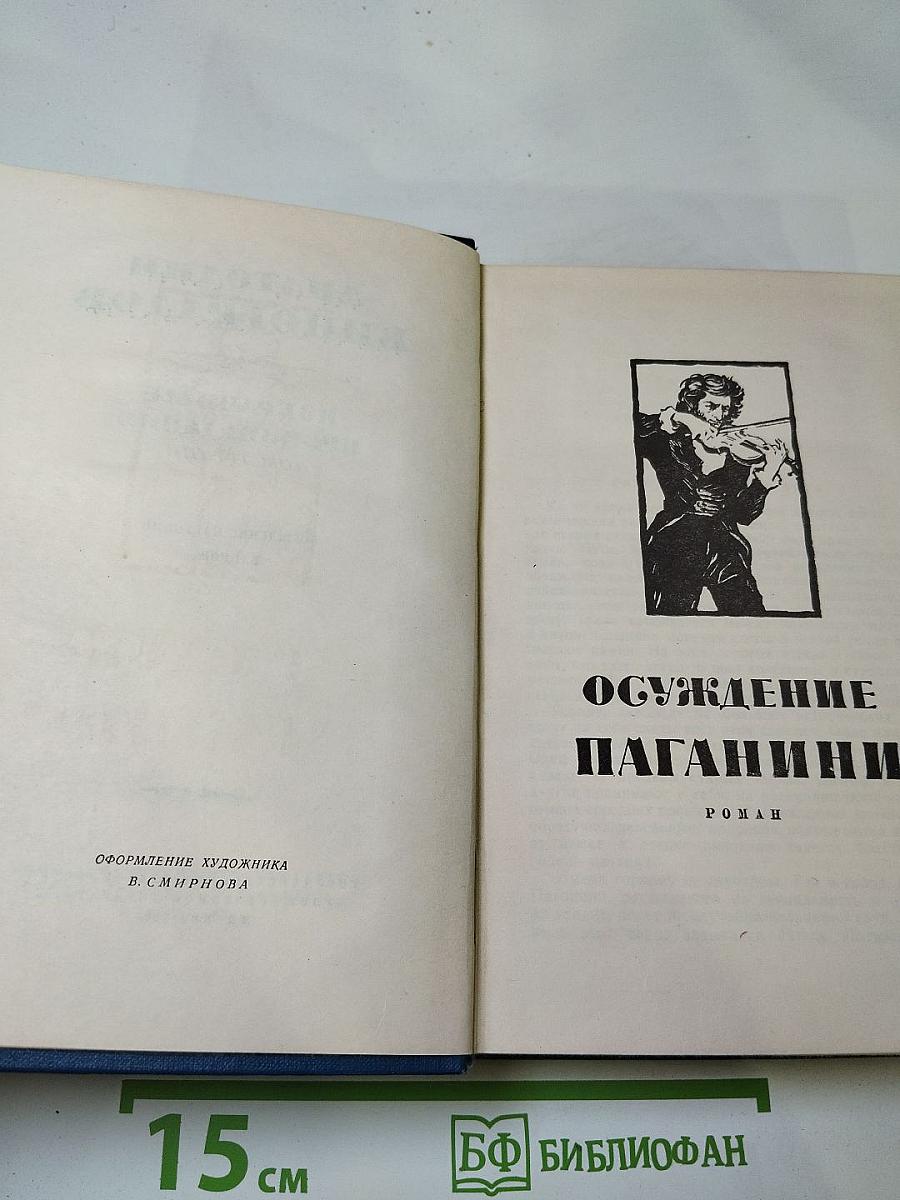 ОФОРМЛЕНИЕ ХУДОЖНИКА
В. СМИРНОВА
ОСУЖДЕНИЕ
ПАГАНИНИ
РОМАН
15 см
БФ БИБЛИОФАН